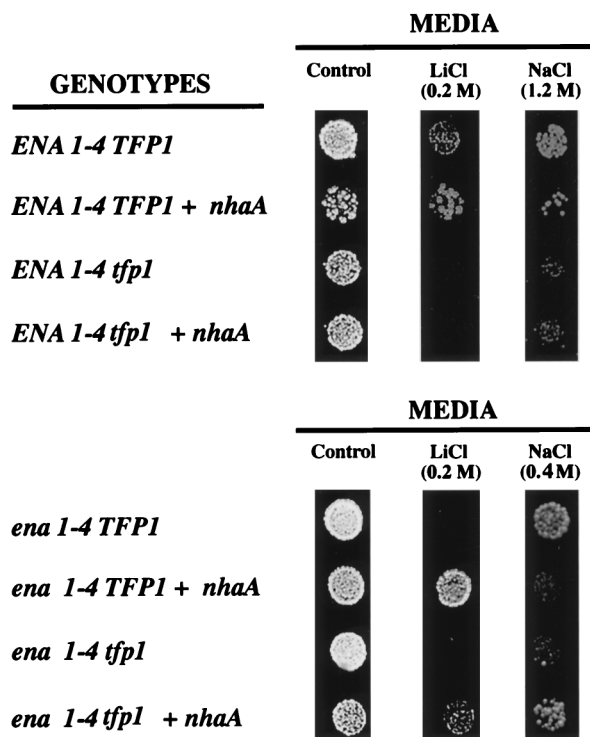 MEDIA
GENOTYPES
Control LiCl (0.2 M) NaCl (1.2 M)
ENA 1-4 TFP1
ENA 1-4 TFP1 + nhaA
ENA 1-4 tfp1
ENA 1-4 tfp1 + nhaA
MEDIA
Control LiCl (0.2 M) NaCl (0.4 M)
ena 1-4 TFP1
ena 1-4 TFP1 + nhaA
ena 1-4 tfp1
ena 1-4 tfp1 + nhaA